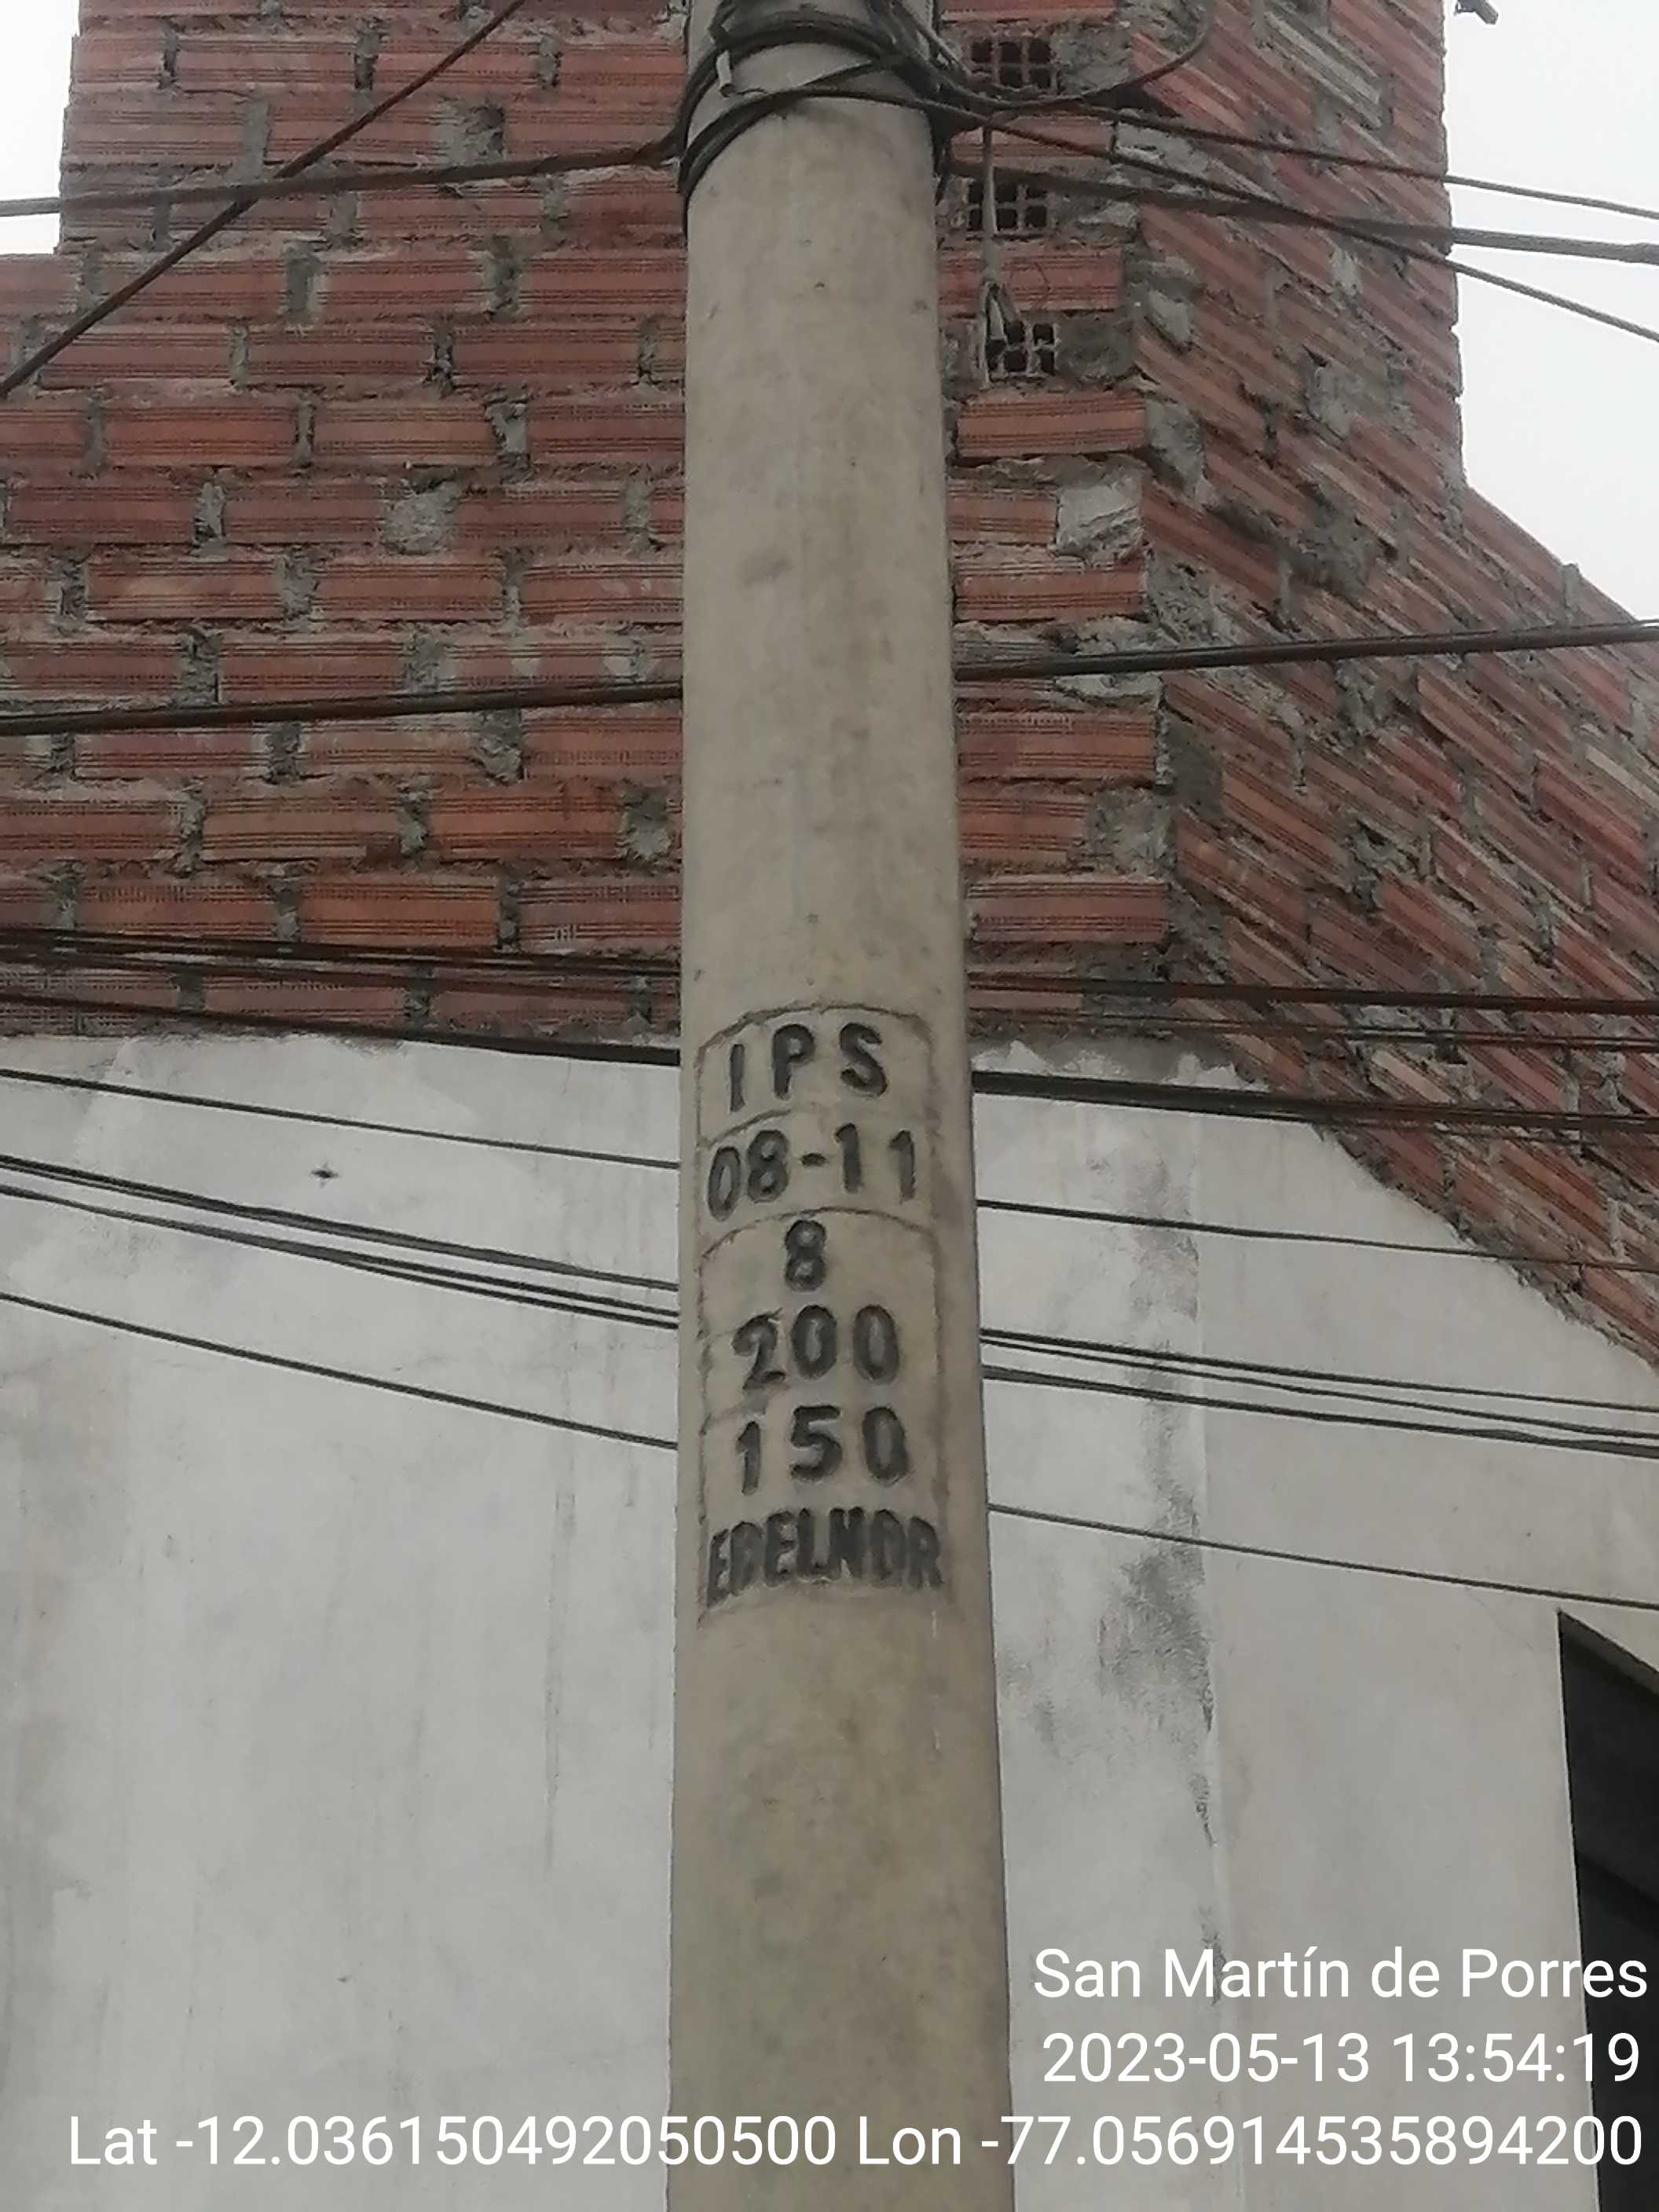 IPS
08-11
8
200
150
EDELNOR
San Martín de Porres
2023-05-13 13:54:19
Lat -12.036150492050500 Lon -77.056914535894200